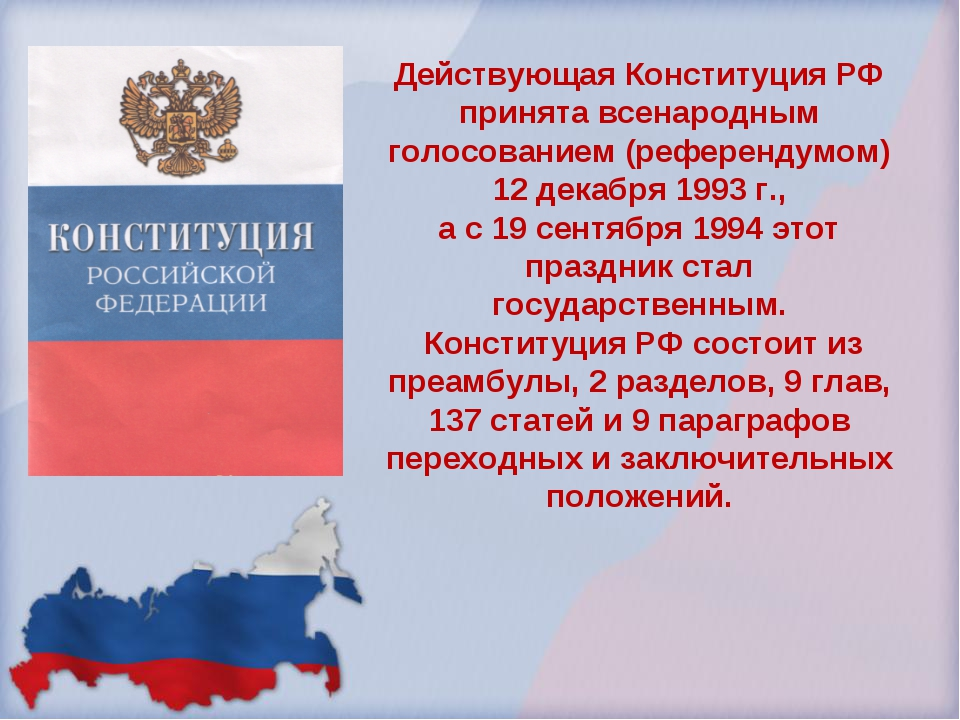 КОНСТИТУЦИЯ
РОССИЙСКОЙ
ФЕДЕРАЦИИ
Действующая Конституция РФ
принята всенародным
голосованием (референдумом)
12 декабря 1993 г.,
а с 19 сентября 1994 этот
праздник стал
государственным.
Конституция РФ состоит из
преамбулы, 2 разделов, 9 глав,
137 статей и 9 параграфов
переходных и заключительных
положений.